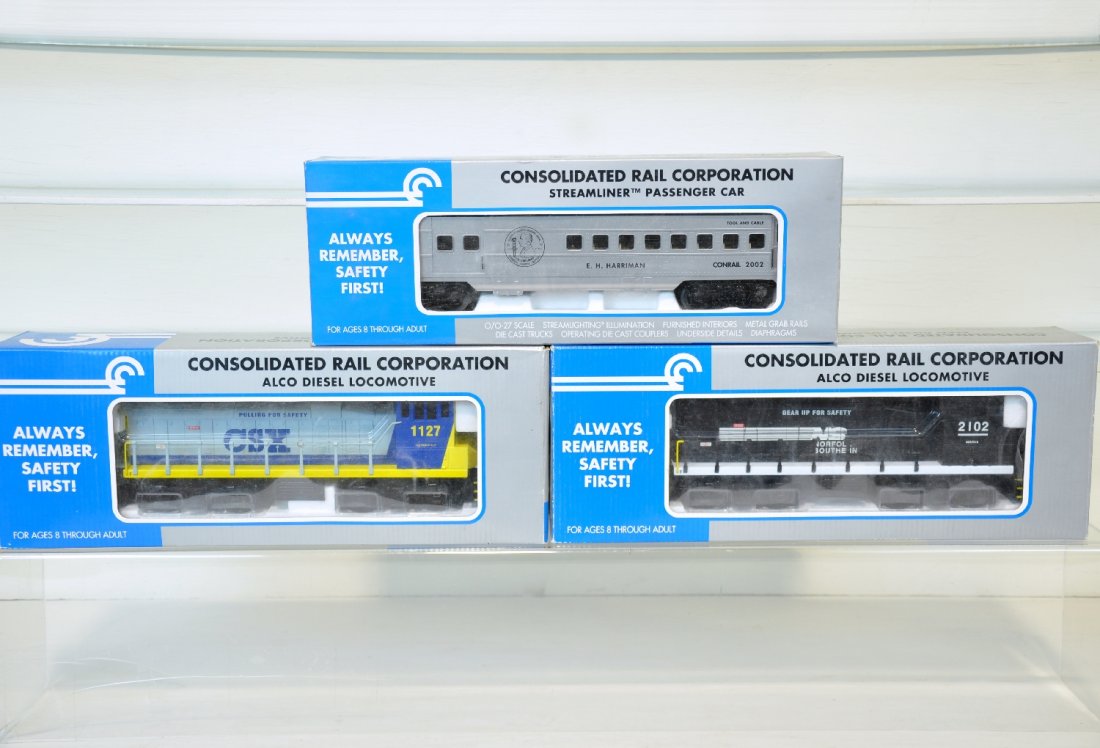 CONSOLIDATED RAIL CORPORATION
STREAMLINER™ PASSENGER CAR
ALWAYS
REMEMBER,
SAFETY
FIRST!
FOR AGES 8 THROUGH ADULT
TOOL AND CABLE
E. H. HARRIMAN
CONRAIL 2002
O/O-27 SCALE STREAMLIGHTING® ILLUMINATION FURNISHED INTERIORS METAL GRAB RAILS
DIE CAST TRUCKS OPERATING DIE CAST COUPLERS UNDERSIDE DETAILS DIAPHRAGMS
CONSOLIDATED RAIL CORPORATION
ALCO DIESEL LOCOMOTIVE
ALWAYS
REMEMBER,
SAFETY
FIRST!
FOR AGES 8 THROUGH ADULT
PULLING FOR SAFETY
CSX
1127
CONSOLIDATED RAIL CORPORATION
ALCO DIESEL LOCOMOTIVE
ALWAYS
REMEMBER,
SAFETY
FIRST!
FOR AGES 8 THROUGH ADULT
GEAR UP FOR SAFETY
NS
NORFOL
SOUTHE IN
2102